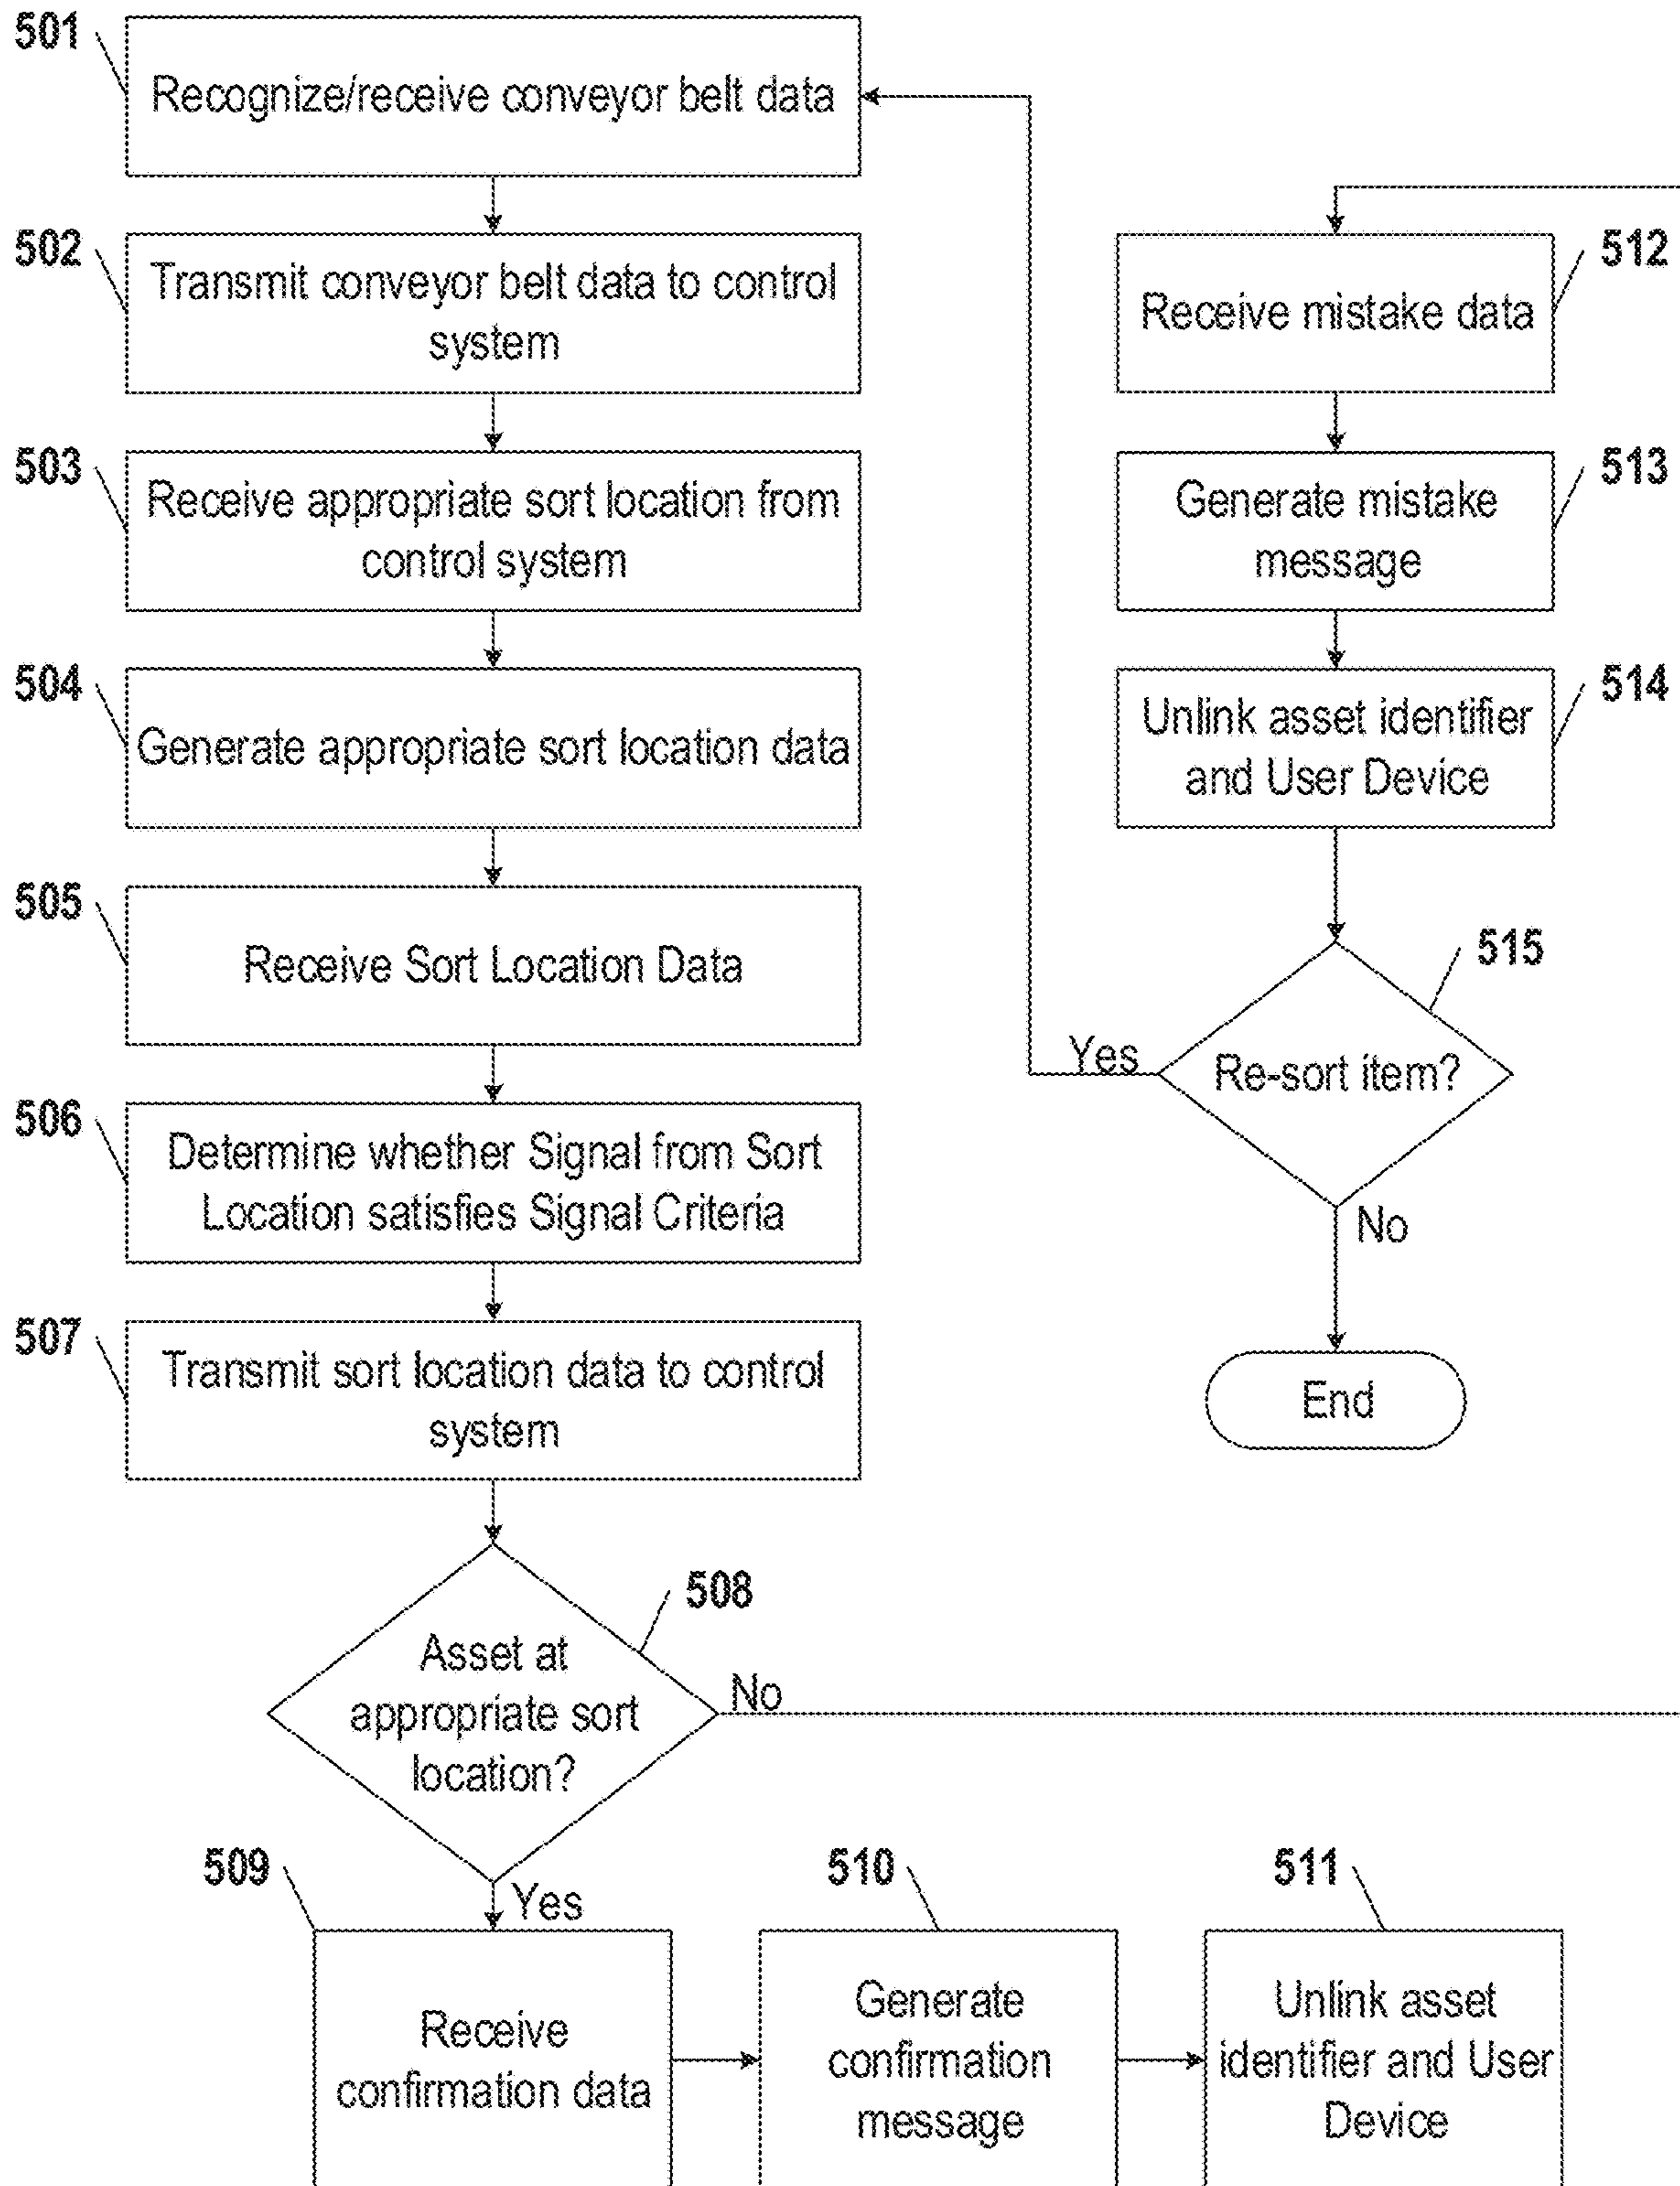 501
Recognize/receive conveyor belt data
502
Transmit conveyor belt data to control
system
503
Receive appropriate sort location from
control system
504
Generate appropriate sort location data
505
Receive Sort Location Data
506
Determine whether Signal from Sort
Location satisfies Signal Criteria
507
Transmit sort location data to control
system
508
Asset at
appropriate sort
location?
No
Yes
509
Receive
confirmation data
510
Generate
confirmation
message
511
Unlink asset
identifier and User
Device
512
Receive mistake data
513
Generate mistake
message
514
Unlink asset identifier
and User Device
515
Re-sort item?
Yes
No
End